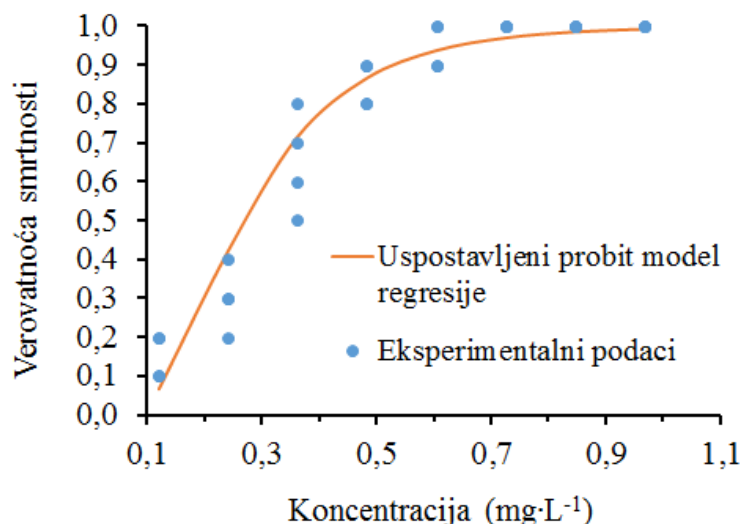 1,0
0,9
0,8
0,7
0,6
0,5
0,4
0,3
0,2
0,1
0,0
Verovatnoća smrtnosti
Uspostavljeni probit model
regresije
Eksperimentalni podaci
0,1 0,3 0,5 0,7 0,9 1,1
Koncentracija (mg·L⁻¹)